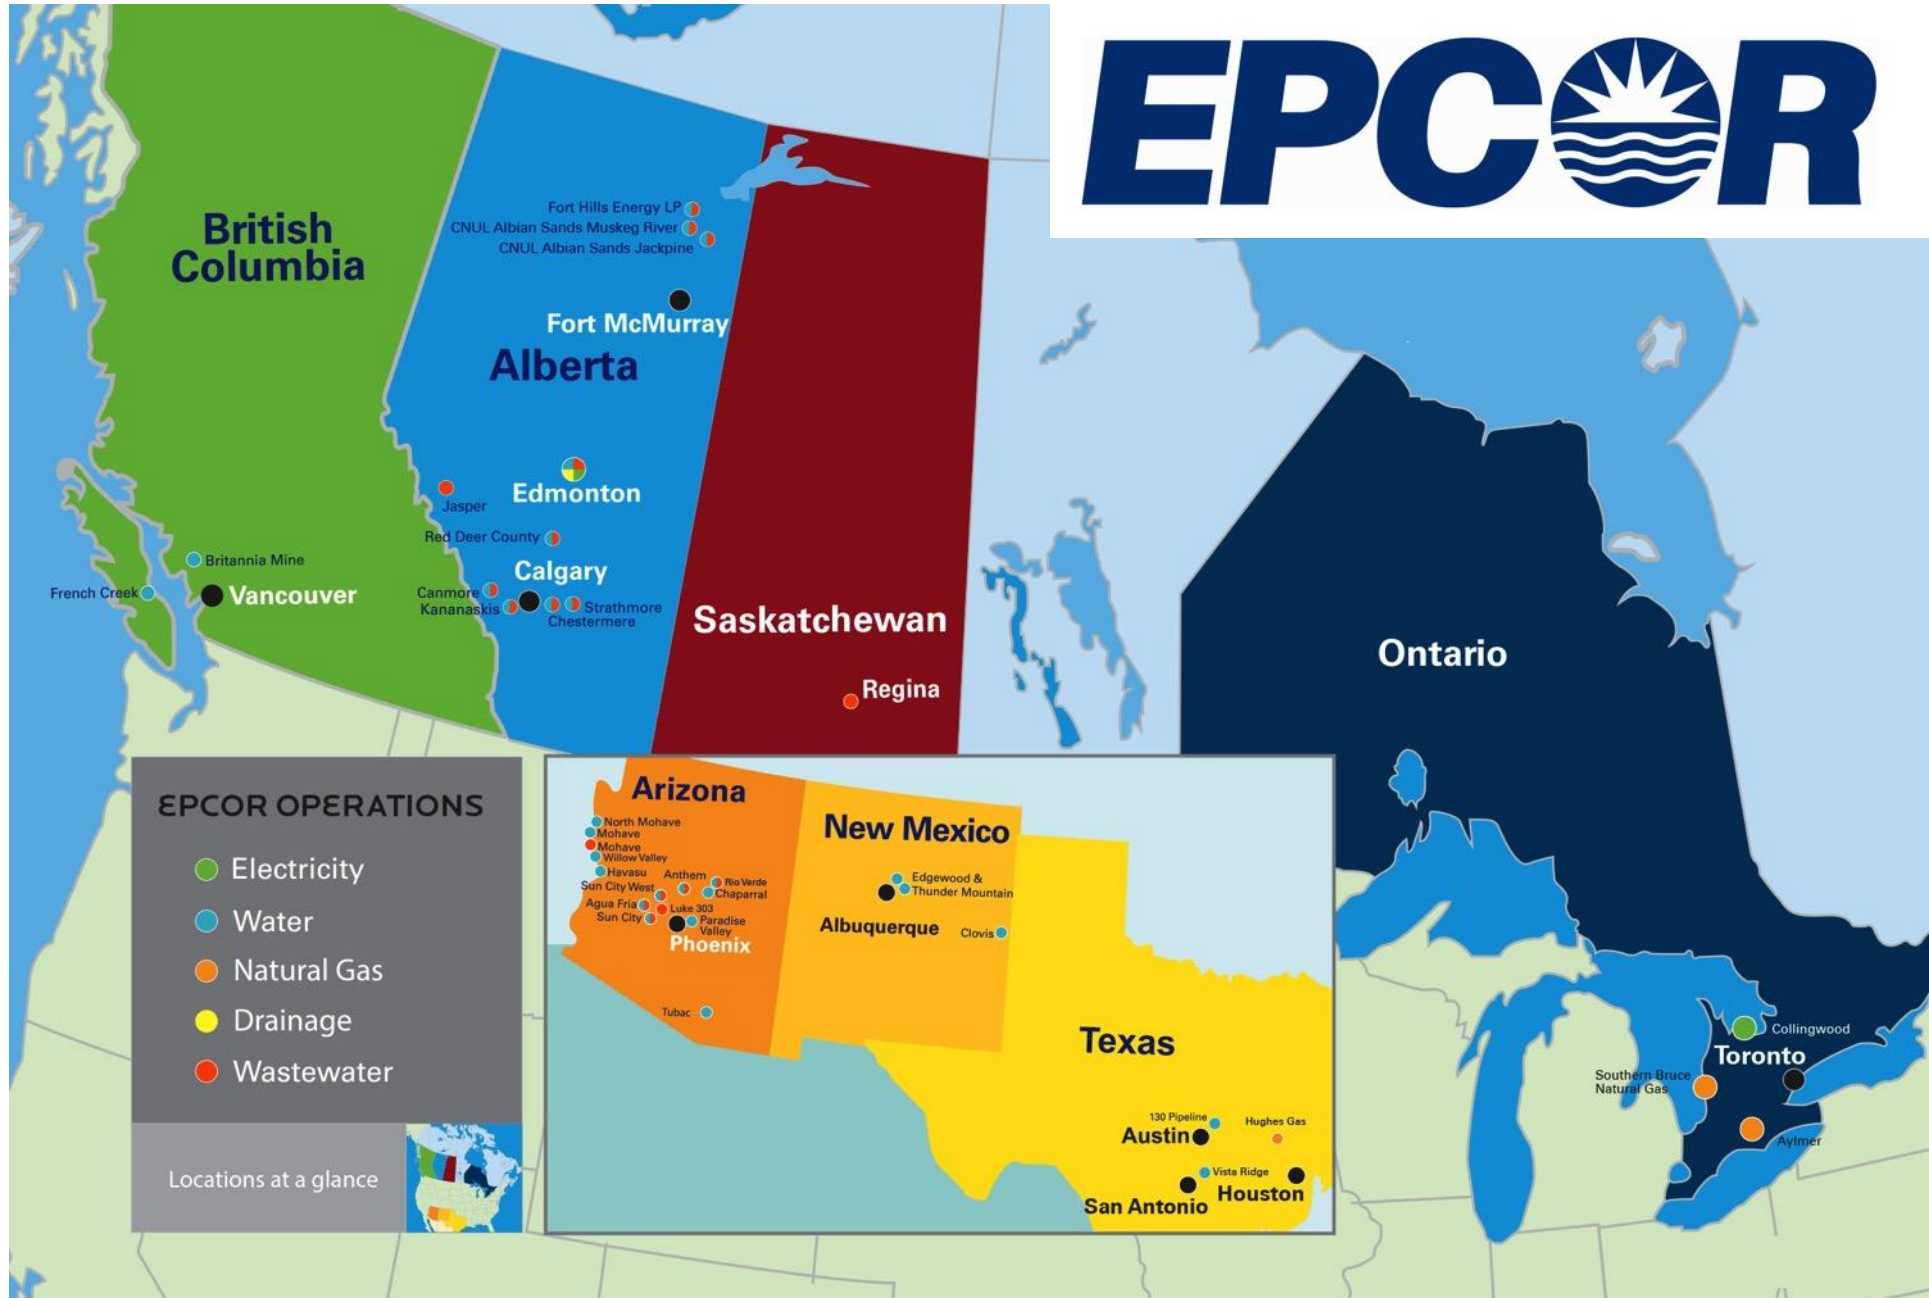 EPCOR
British
Columbia
Fort Hills Energy LP
CNUL Albian Sands Muskeg River
CNUL Albian Sands Jackpine
Fort McMurray
Alberta
Edmonton
Jasper
Red Deer County
Calgary
Canmore
Kananaskis
Strathmore
Chestermere
Britannia Mine
French Creek
Vancouver
Saskatchewan
Regina
Ontario
EPCOR OPERATIONS
Electricity
Water
Natural Gas
Drainage
Wastewater
Locations at a glance
Arizona
North Mohave
Mohave
Mohave
Willow Valley
Havasu
Anthem
Rio Verde
Sun City West
Chaparral
Agua Fria
Luke 303
Sun City
Paradise
Valley
Phoenix
Tubac
New Mexico
Edgewood &
Thunder Mountain
Albuquerque
Clovis
Texas
130 Pipeline
Hughes Gas
Austin
Vista Ridge
Houston
San Antonio
Collingwood
Toronto
Southern Bruce
Natural Gas
Aylmer